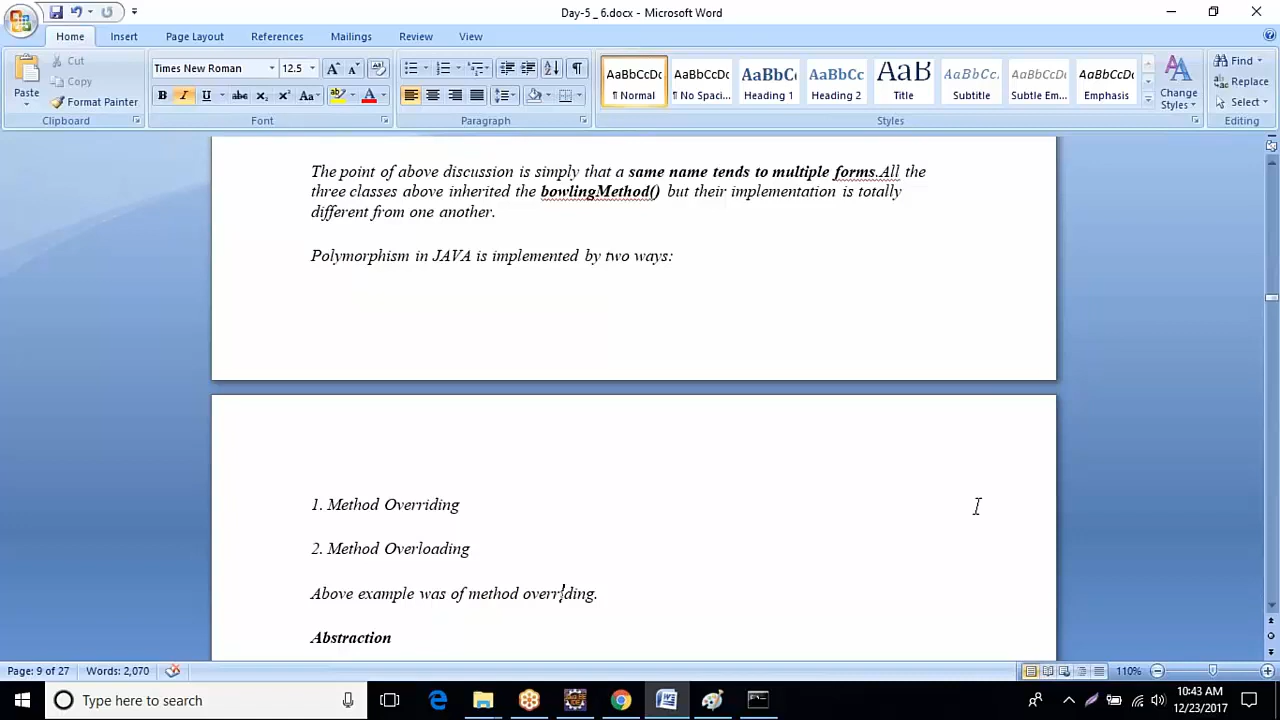 Day-5 _ 6.docx - Microsoft Word
Home Insert Page Layout References Mailings Review View
Paste
Cut
Copy
Format Painter
Clipboard
Times New Roman 12.5
Font
Paragraph
AaBbCcDc ¶ Normal
AaBbCcDc ¶ No Spaci...
AaBbC( Heading 1
AaBbCc Heading 2
AaB Title
AaBbCc. Subtitle
AaBbCcDc Subtle Em...
AaBbCcDc Emphasis
Change Styles
Styles
Find
Replace
Select
Editing
The point of above discussion is simply that a same name tends to multiple forms.All the
three classes above inherited the bowlingMethod() but their implementation is totally
different from one another.
Polymorphism in JAVA is implemented by two ways:
1. Method Overriding
2. Method Overloading
Above example was of method overriding.
Abstraction
Page: 9 of 27 Words: 2,070 110%
Type here to search
10:43 AM
12/23/2017